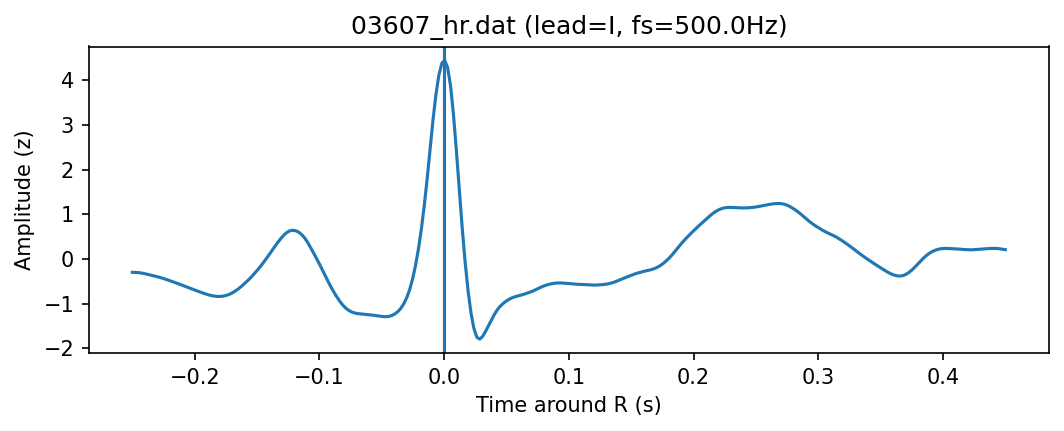 03607_hr.dat (lead=I, fs=500.0Hz)
Amplitude (z)
4
3
2
1
0
−1
−2
−0.2 −0.1 0.0 0.1 0.2 0.3 0.4
Time around R (s)